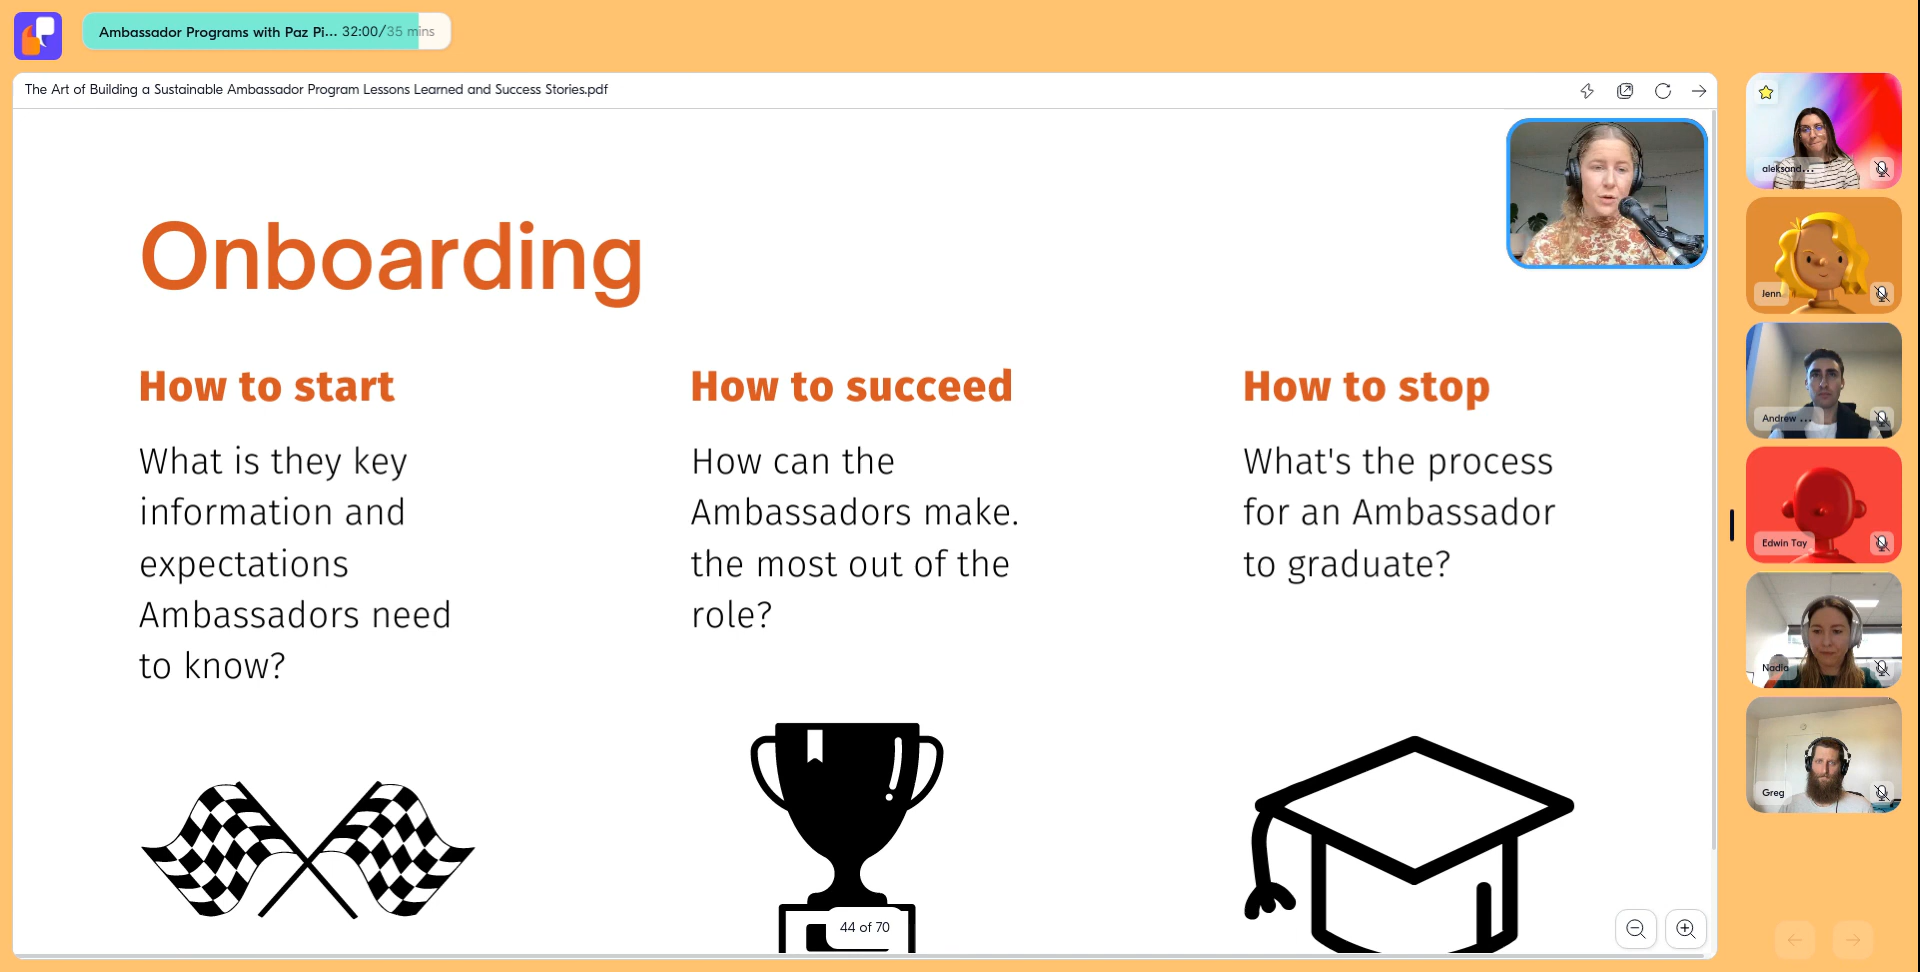 Ambassador Programs with Paz Pi... 32:00/35 mins
The Art of Building a Sustainable Ambassador Program Lessons Learned and Success Stories.pdf
Onboarding
How to start
What is they key
information and
expectations
Ambassadors need
to know?
How to succeed
How can the
Ambassadors make.
the most out of the
role?
How to stop
What's the process
for an Ambassador
to graduate?
44 of 70
aleksand...
Jenn
Andrew ...
Edwin Tay
Nadia
Greg